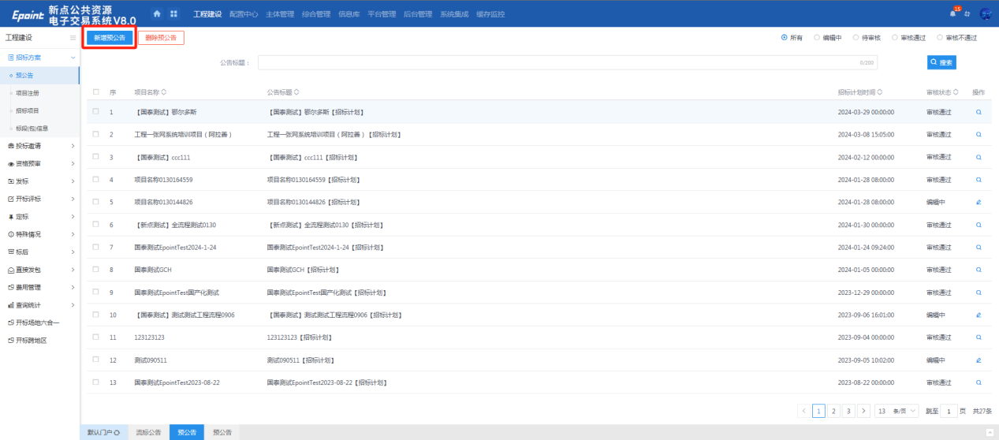 Epoint 新点公共资源 电子交易系统V8.0
工程建设 配置中心 主体管理 综合管理 信息库 平台管理 后台管理 系统集成 缓存监控
15
工程建设
招标方案
预公告
项目注册
招标项目
标段(包)信息
投标邀请
资格预审
发标
开标评标
定标
特殊情况
标后
直接发包
费用管理
查询统计
开标场地六合一
开标跨地区
新增预公告 删除预公告
所有 编辑中 待审核 审核通过 审核不通过
公告标题： 0/200 搜索
序 项目名称 公告标题 招标计划时间 审核状态 操作
1 【国泰测试】鄂尔多斯 【国泰测试】鄂尔多斯【招标计划】 2024-03-29 00:00:00 审核通过
2 工程一张网系统培训项目（阿拉善） 工程一张网系统培训项目（阿拉善）【招标计划】 2024-03-08 15:05:00 审核通过
3 【国泰测试】ccc111 【国泰测试】ccc111【招标计划】 2024-02-12 00:00:00 审核通过
4 项目名称0130164559 项目名称0130164559【招标计划】 2024-01-28 08:00:00 审核通过
5 项目名称0130144826 项目名称0130144826【招标计划】 2024-01-28 08:00:00 编辑中
6 【新点测试】全流程测试0130 【新点测试】全流程测试0130【招标计划】 2024-01-30 00:00:00 审核通过
7 国泰测试EpointTest2024-1-24 国泰测试EpointTest2024-1-24【招标计划】 2024-01-24 09:24:00 审核通过
8 国泰测试GCH 国泰测试GCH【招标计划】 2024-01-05 00:00:00 审核通过
9 国泰测试EpointTest国产化测试 国泰测试EpointTest国产化测试【招标计划】 2023-12-29 00:00:00 审核通过
10 【国泰测试】测试测试工程流程0906 【国泰测试】测试测试工程流程0906【招标计划】 2023-09-06 16:01:00 编辑中
11 123123123 123123123【招标计划】 2023-09-04 00:00:00 审核通过
12 测试090511 测试090511【招标计划】 2023-09-05 10:02:00 编辑中
13 国泰测试EpointTest2023-08-22 国泰测试EpointTest2023-08-22【招标计划】 2023-08-22 00:00:00 审核通过
1 2 3 13 条/页 跳至 1 页 共27条
默认门户 流标公告 预公告 预公告